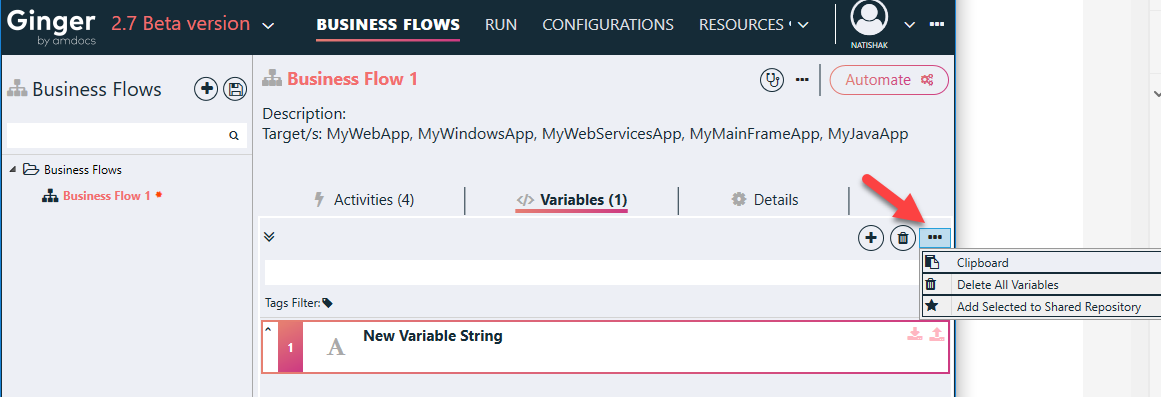 Ginger
by amdocs
2.7 Beta version
BUSINESS FLOWS
RUN
CONFIGURATIONS
RESOURCES
NATISHAK
Business Flows
Business Flows
Business Flow 1
Business Flow 1
Automate
Description:
Target/s: MyWebApp, MyWindowsApp, MyWebServicesApp, MyMainFrameApp, MyJavaApp
Activities (4)
Variables (1)
Details
Clipboard
Delete All Variables
Add Selected to Shared Repository
Tags Filter:
1
A
New Variable String